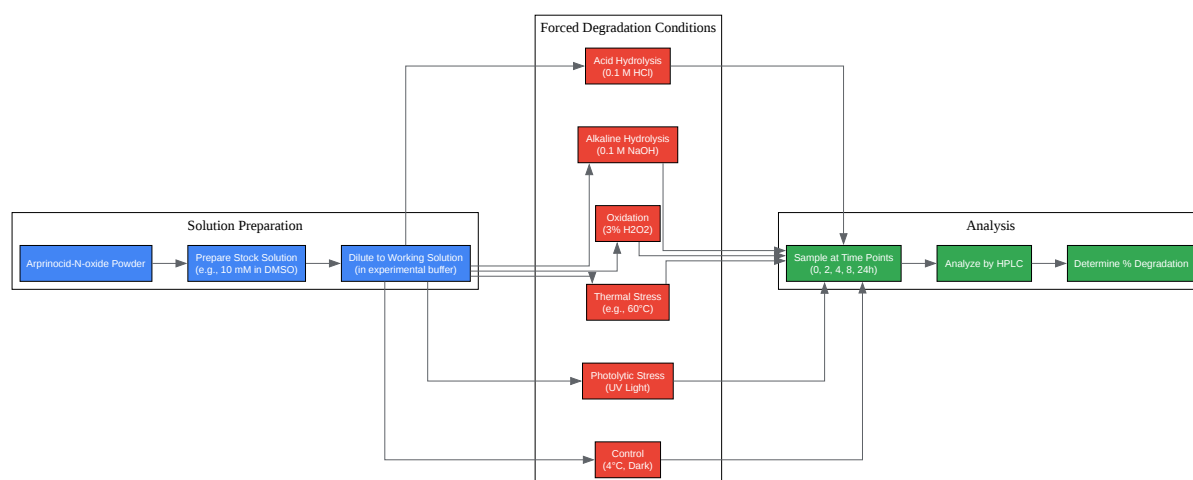 Forced Degradation Conditions
Acid Hydrolysis
(0.1 M HCl)
Alkaline Hydrolysis
(0.1 M NaOH)
Solution Preparation
Arprinocid-N-oxide Powder
Prepare Stock Solution
(e.g., 10 mM in DMSO)
Dilute to Working Solution
(in experimental buffer)
Oxidation
(3% H2O2)
Thermal Stress
(e.g., 60°C)
Photolytic Stress
(UV Light)
Control
(4°C, Dark)
Analysis
Sample at Time Points
(0, 2, 4, 8, 24h)
Analyze by HPLC
Determine % Degradation